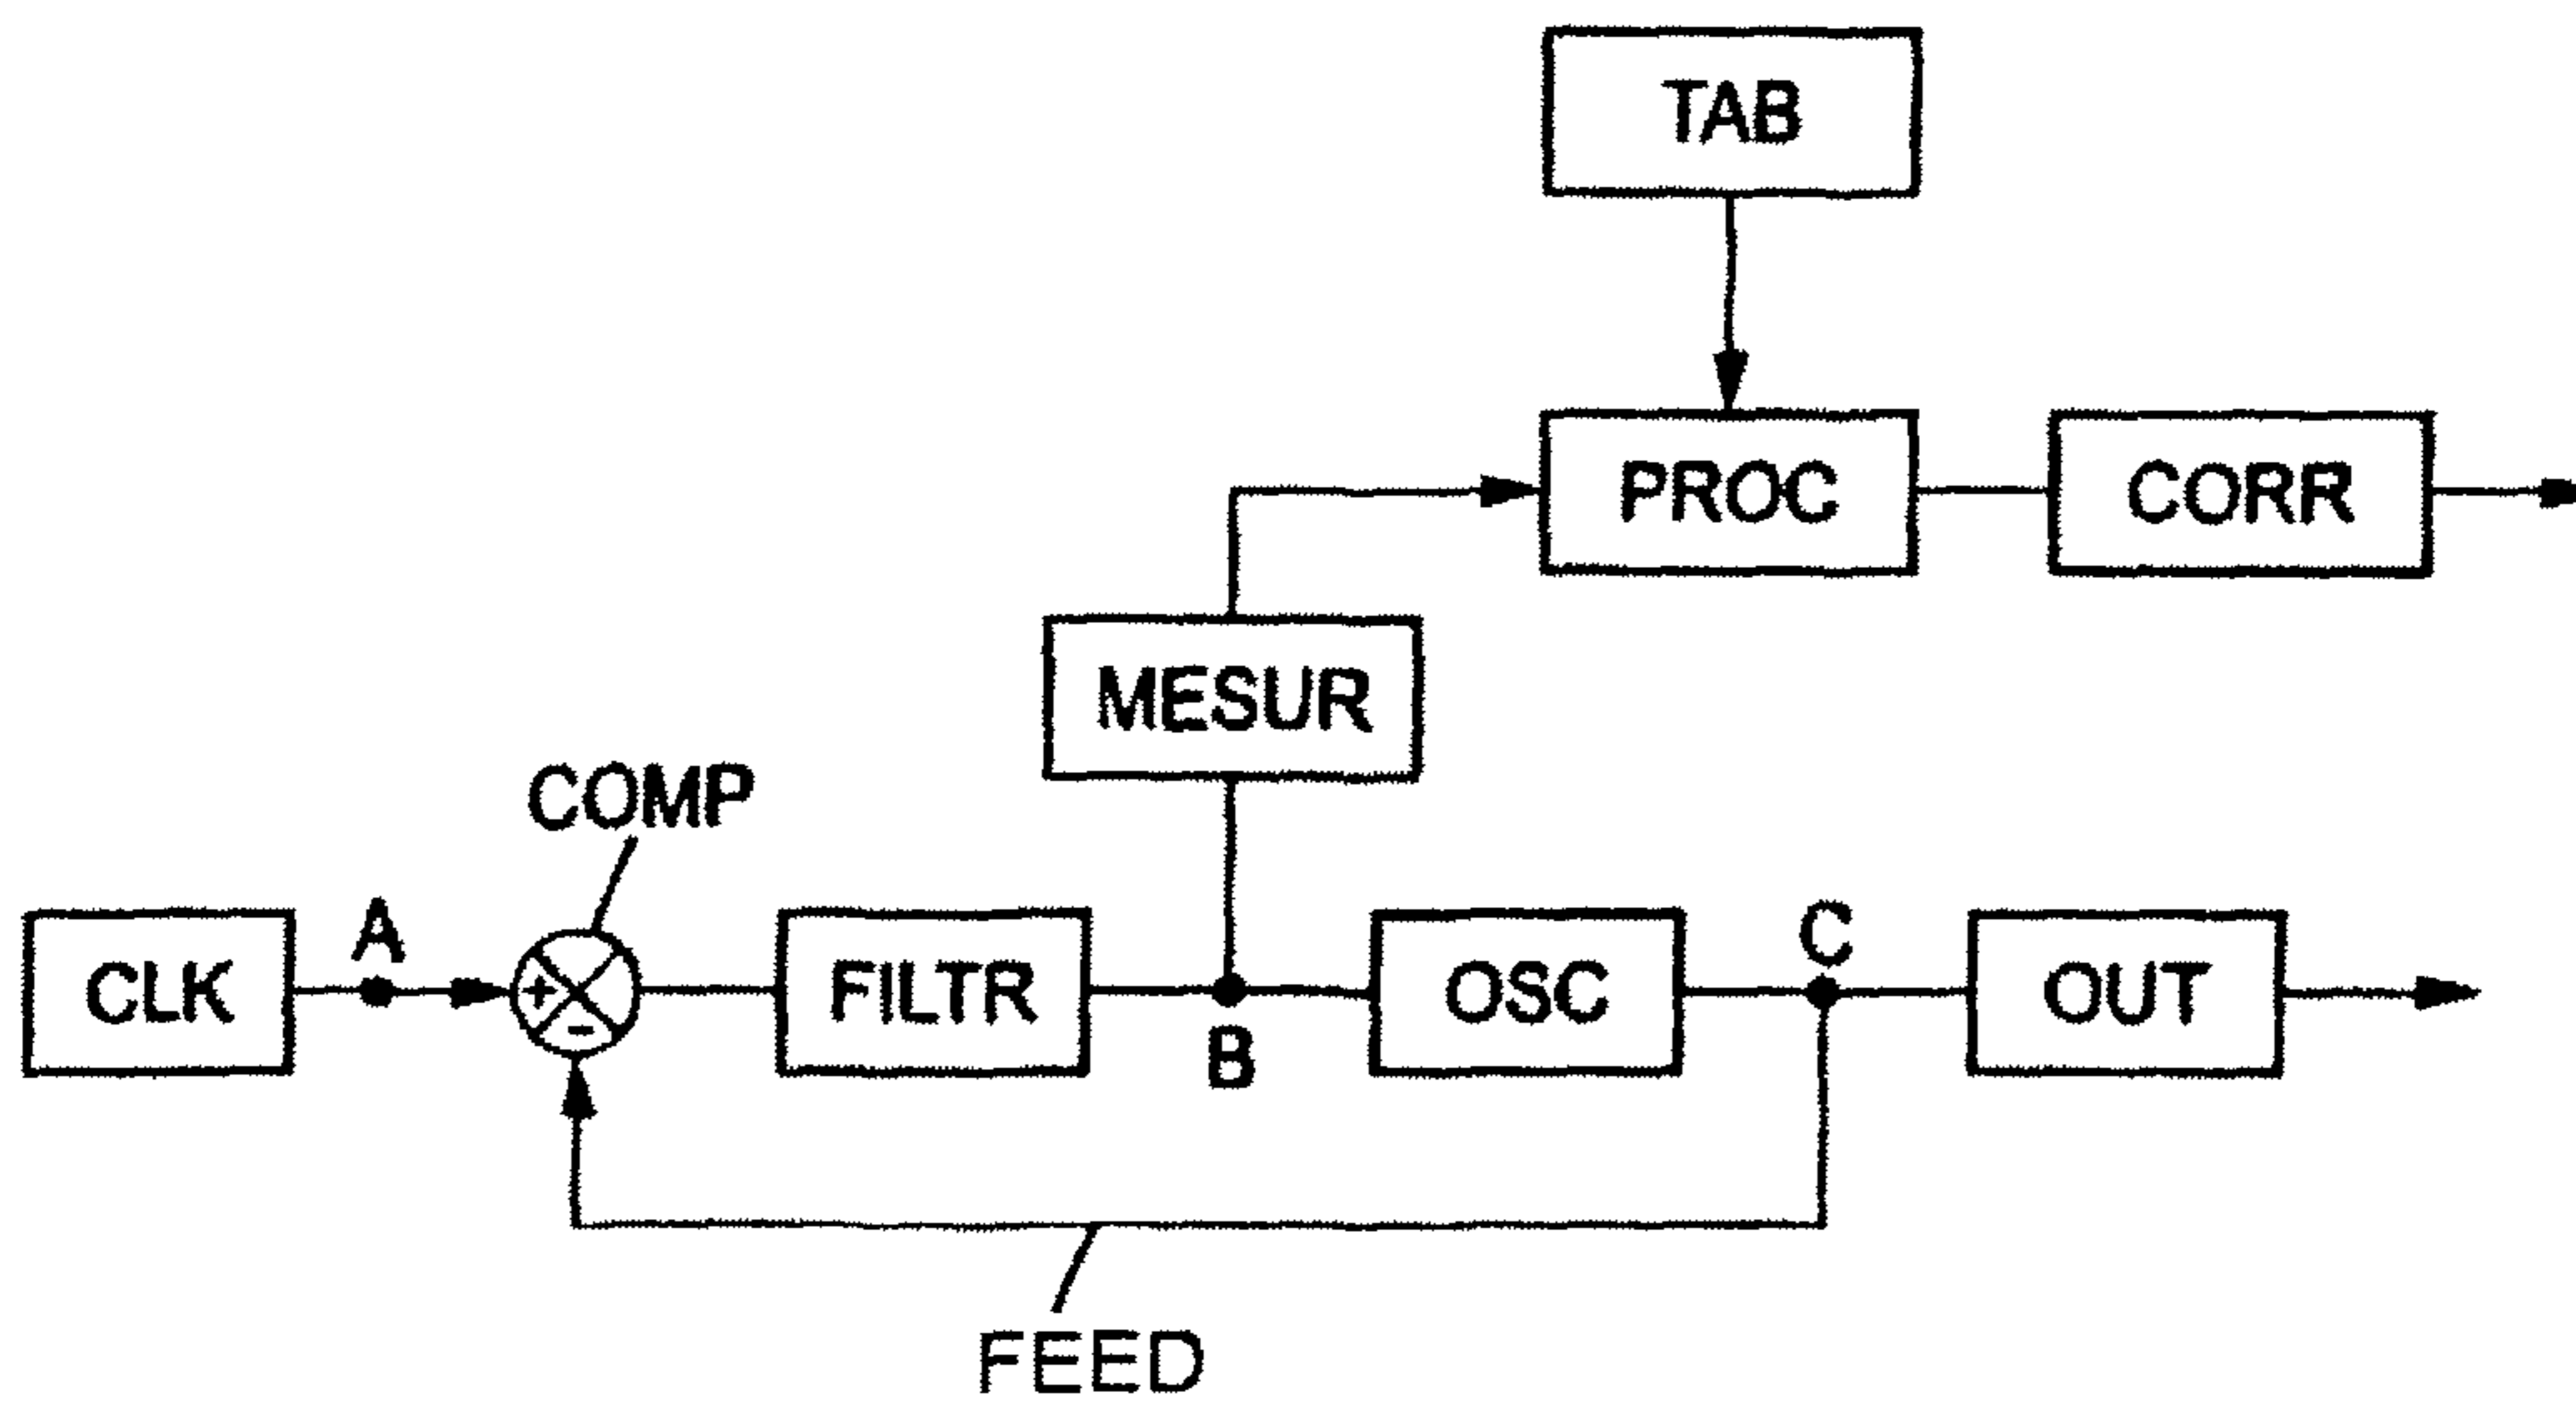 TAB
PROC
CORR
MESUR
COMP
CLK
A
+
-
FILTR
B
OSC
C
OUT
FEED